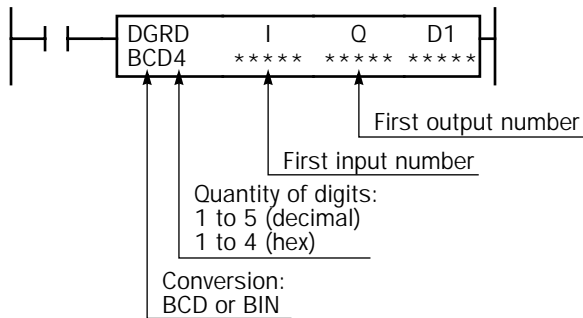 DGRD I Q D1
BCD4 ***** ***** *****
First output number
First input number
Quantity of digits:
1 to 5 (decimal)
1 to 4 (hex)
Conversion:
BCD or BIN